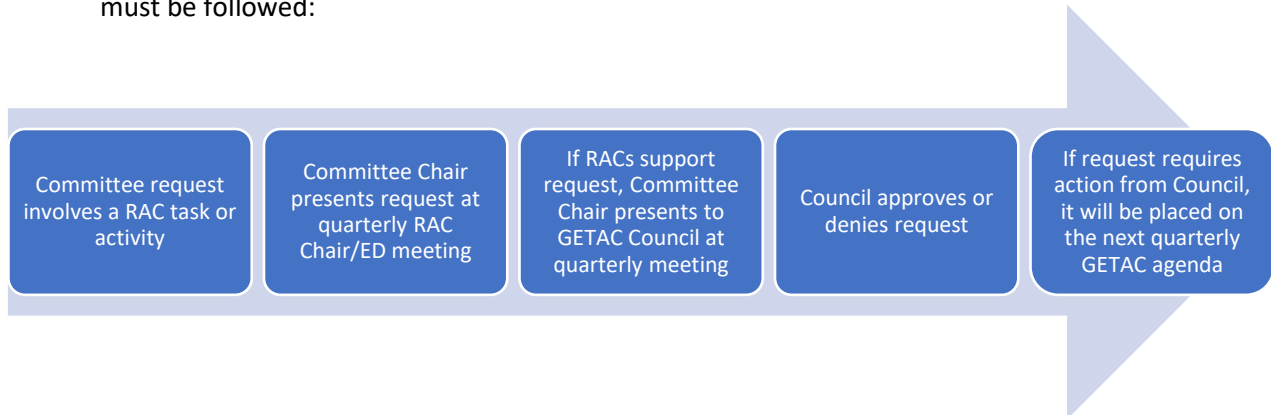 must be followed:
Committee request
involves a RAC task or
activity
Committee Chair
presents request at
quarterly RAC
Chair/ED meeting
If RACs support
request, Committee
Chair presents to
GETAC Council at
quarterly meeting
Council approves or
denies request
If request requires
action from Council,
it will be placed on
the next quarterly
GETAC agenda